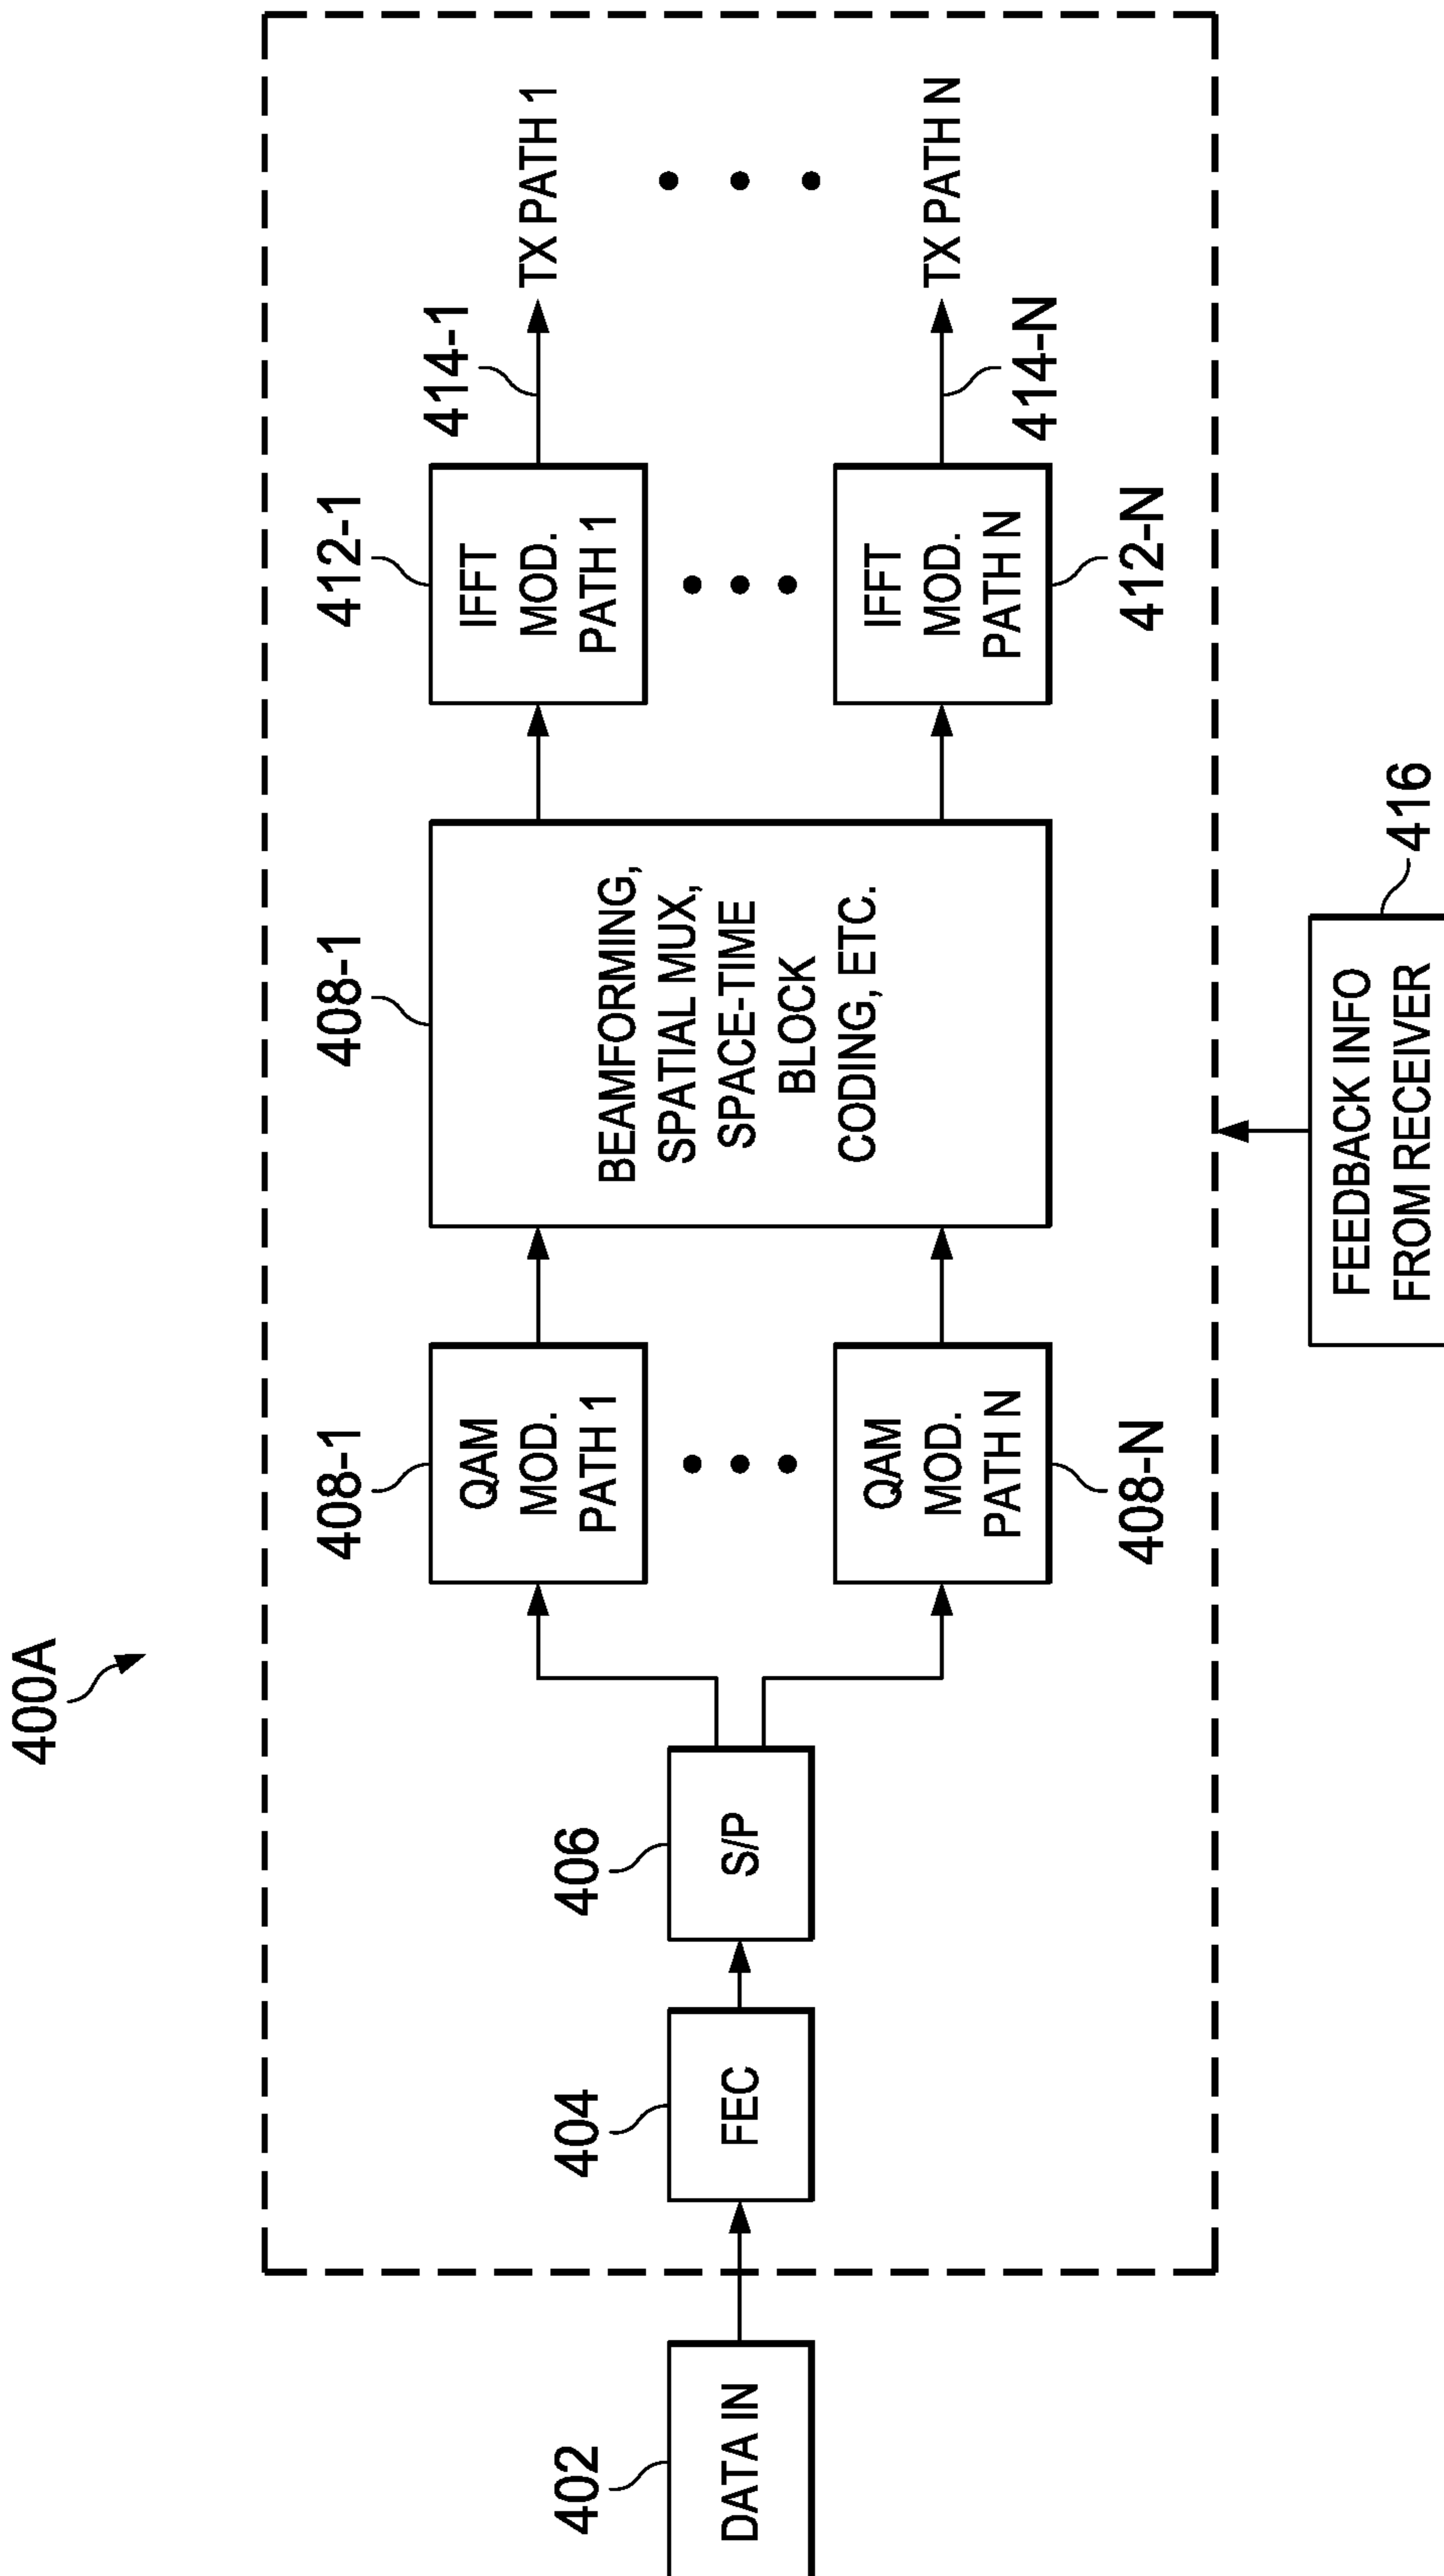 400A
402
DATA IN
404
FEC
406
S/P
408-1
QAM
MOD.
PATH 1
QAM
MOD.
PATH N
408-N
408-1
BEAMFORMING,
SPATIAL MUX,
SPACE-TIME
BLOCK
CODING, ETC.
412-1
IFFT
MOD.
PATH 1
IFFT
MOD.
PATH N
412-N
414-1
TX PATH 1
TX PATH N
414-N
416
FEEDBACK INFO
FROM RECEIVER